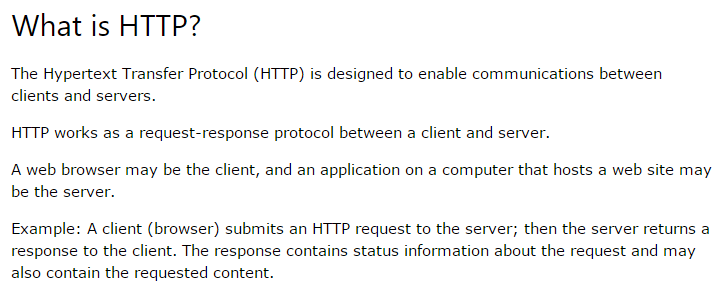 What is HTTP?
The Hypertext Transfer Protocol (HTTP) is designed to enable communications between
clients and servers.
HTTP works as a request-response protocol between a client and server.
A web browser may be the client, and an application on a computer that hosts a web site may
be the server.
Example: A client (browser) submits an HTTP request to the server; then the server returns a
response to the client. The response contains status information about the request and may
also contain the requested content.